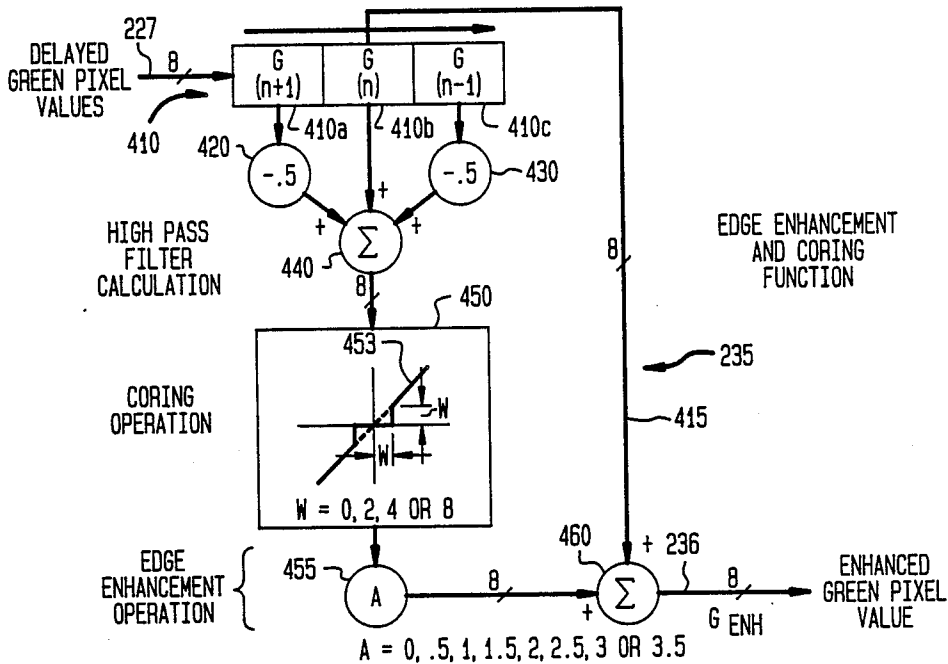 DELAYED
GREEN PIXEL
VALUES
227
8
G
(n+1)
G
(n)
G
(n-1)
410
410a
410b
410c
420
-.5
-.5
430
+
+
+
Σ
440
HIGH PASS
FILTER
CALCULATION
8
8
EDGE ENHANCEMENT
AND CORING
FUNCTION
450
453
W
W
W = 0, 2, 4 OR 8
CORING
OPERATION
235
415
EDGE
ENHANCEMENT
OPERATION
455
A
8
460
+
+
Σ
236
8
G ENH
ENHANCED
GREEN PIXEL
VALUE
A = 0, .5, 1, 1.5, 2, 2.5, 3 OR 3.5